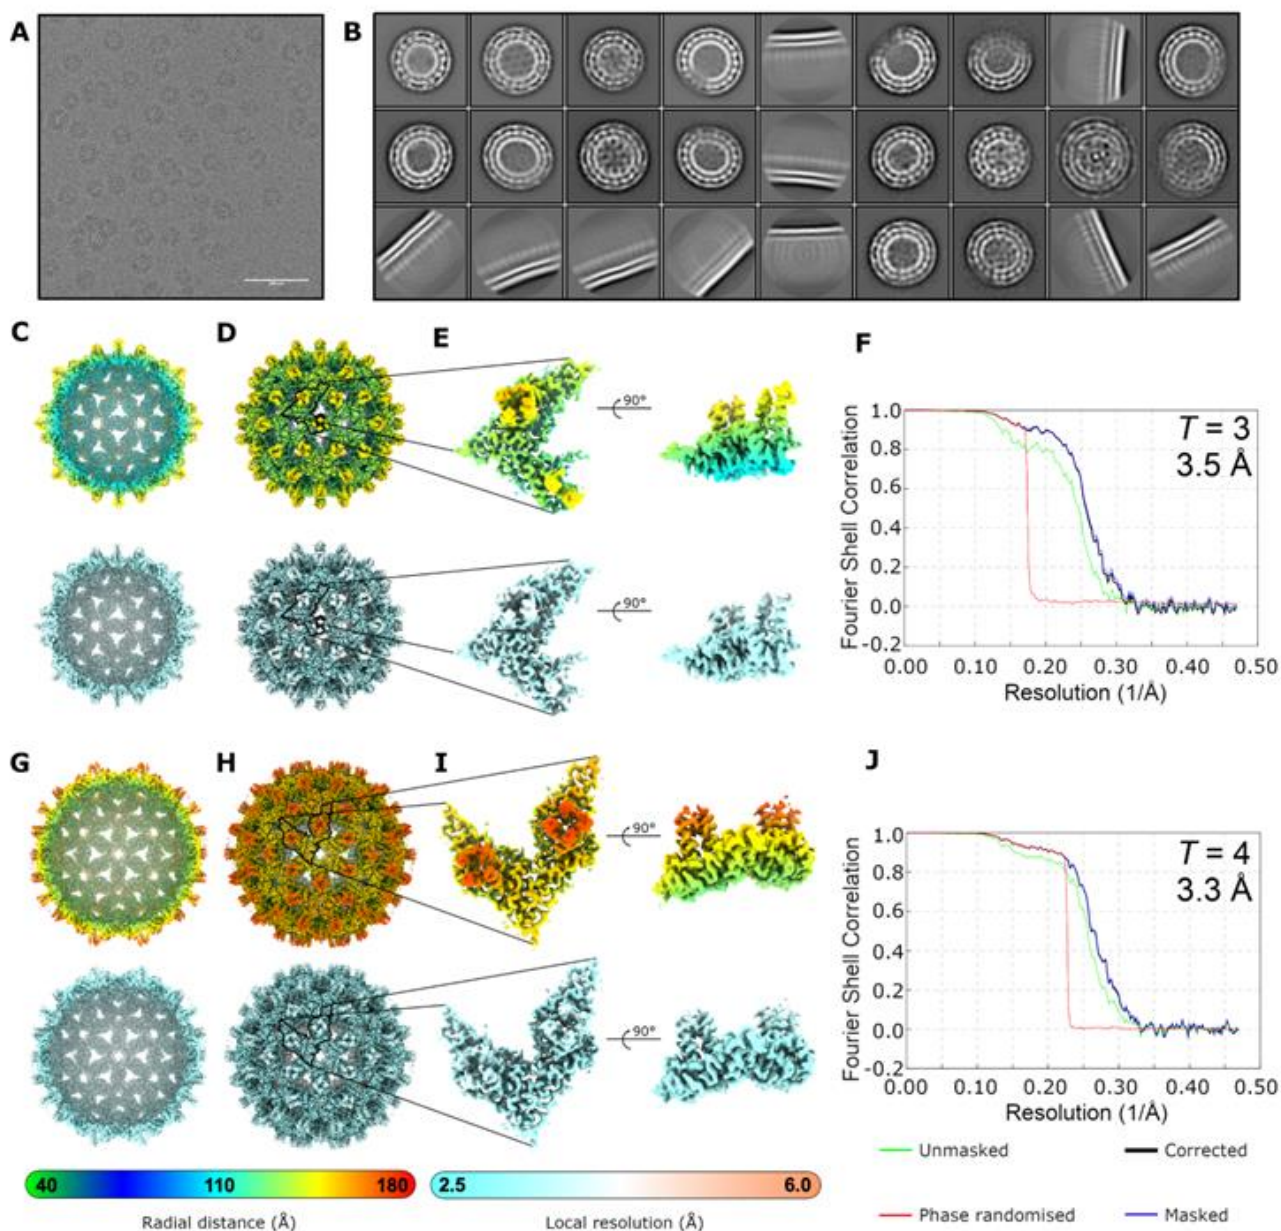 A
B
C
D
E
90°
90°
F
T = 3
3.5 Å
Fourier Shell Correlation
1.0
0.8
0.6
0.4
0.2
0.0
-0.2
0.00
0.10
0.20
0.30
0.40
0.50
Resolution (1/Å)
G
H
I
90°
90°
J
T = 4
3.3 Å
Fourier Shell Correlation
1.0
0.8
0.6
0.4
0.2
0.0
-0.2
0.00
0.10
0.20
0.30
0.40
0.50
Resolution (1/Å)
Unmasked
Corrected
Phase randomised
Masked
40 110 180
Radial distance (Å)
2.5 6.0
Local resolution (Å)